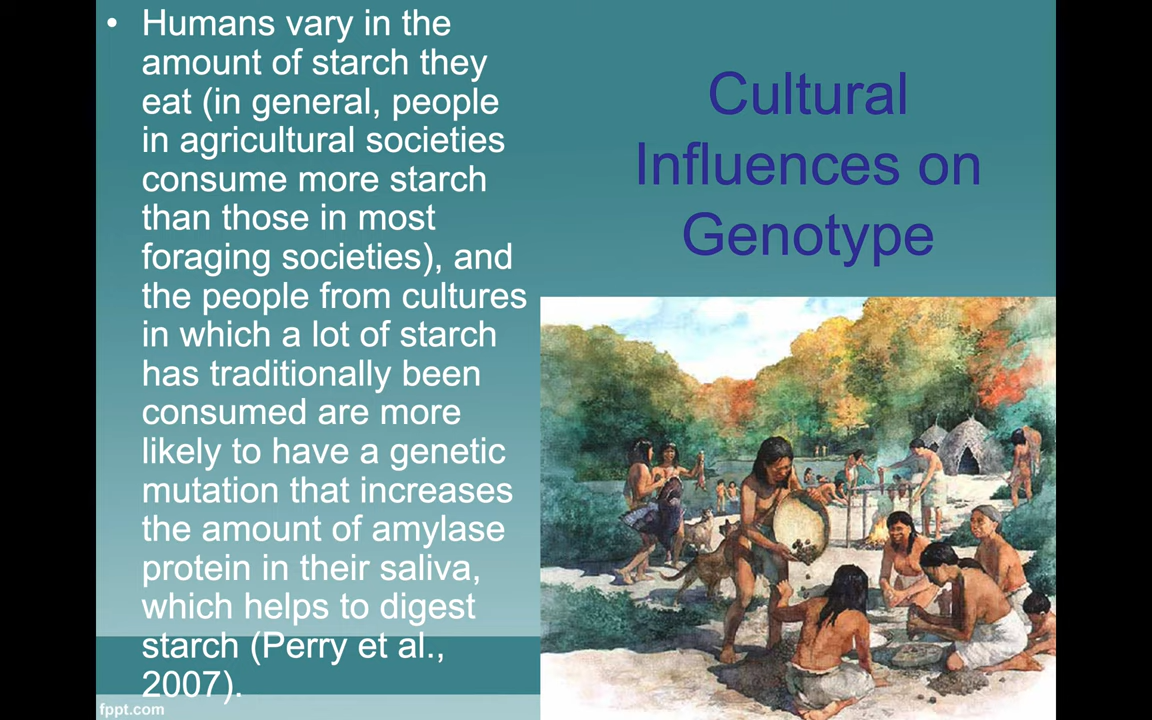 • Humans vary in the
amount of starch they
eat (in general, people
in agricultural societies
consume more starch
than those in most
foraging societies), and
the people from cultures
in which a lot of starch
has traditionally been
consumed are more
likely to have a genetic
mutation that increases
the amount of amylase
protein in their saliva,
which helps to digest
starch (Perry et al.,
2007).
Cultural
Influences on
Genotype
fppt.com